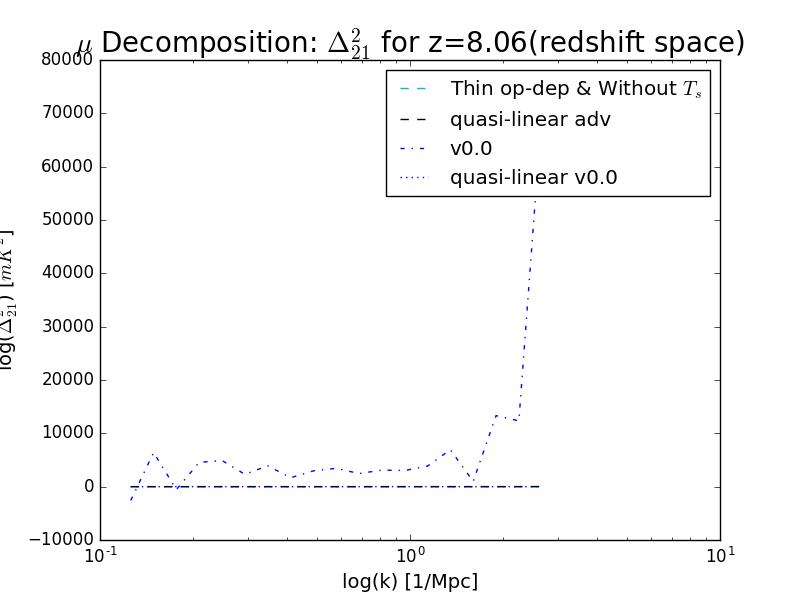 μ Decomposition: Δ²₂₁ for z=8.06(redshift space)
80000
70000
60000
50000
40000
30000
20000
10000
0
−10000
log(Δ²₂₁) [mK²]
Thin op-dep & Without Tₛ
quasi-linear adv
v0.0
quasi-linear v0.0
10⁻¹
10⁰
10¹
log(k) [1/Mpc]